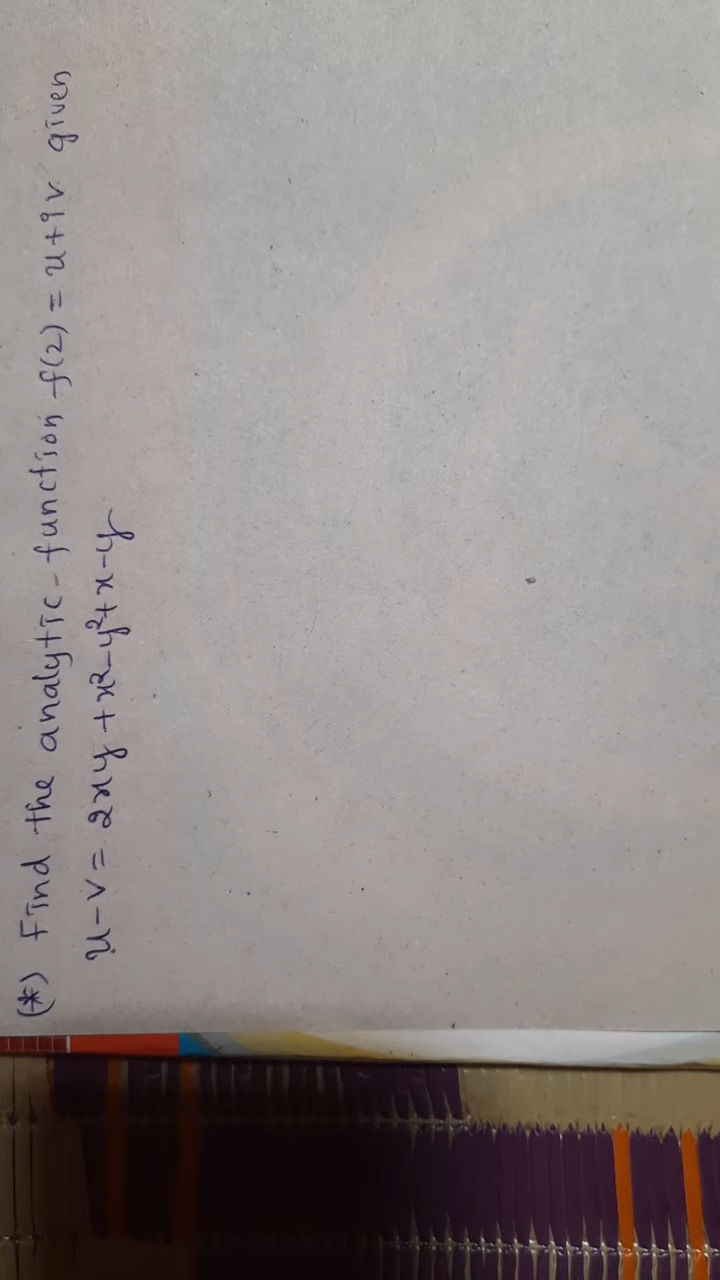 (*) Find the analytic function f(z) = u+iv given
u-v = 2xy + x²-y²+x-y